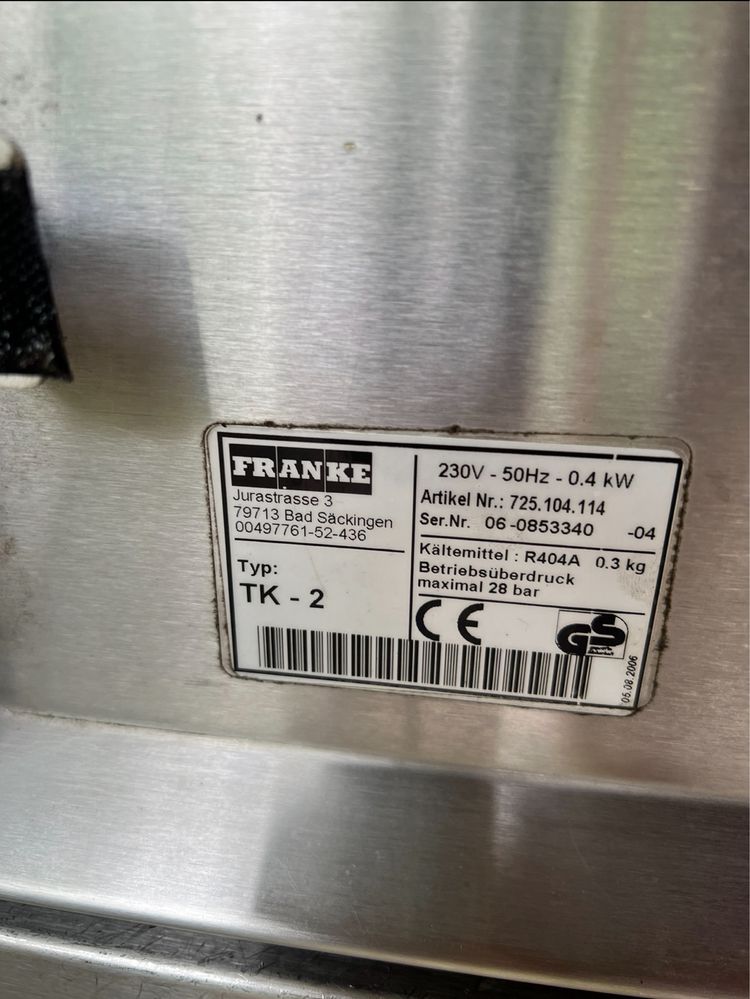 FRANKE
Jurastrasse 3
79713 Bad Säckingen
00497761-52-436
Typ:
TK - 2
230V - 50Hz - 0.4 kW
Artikel Nr.: 725.104.114
Ser.Nr. 06-0853340 -04
Kältemittel : R404A 0.3 kg
Betriebsüberdruck
maximal 28 bar
CE
GS
05.08.2006